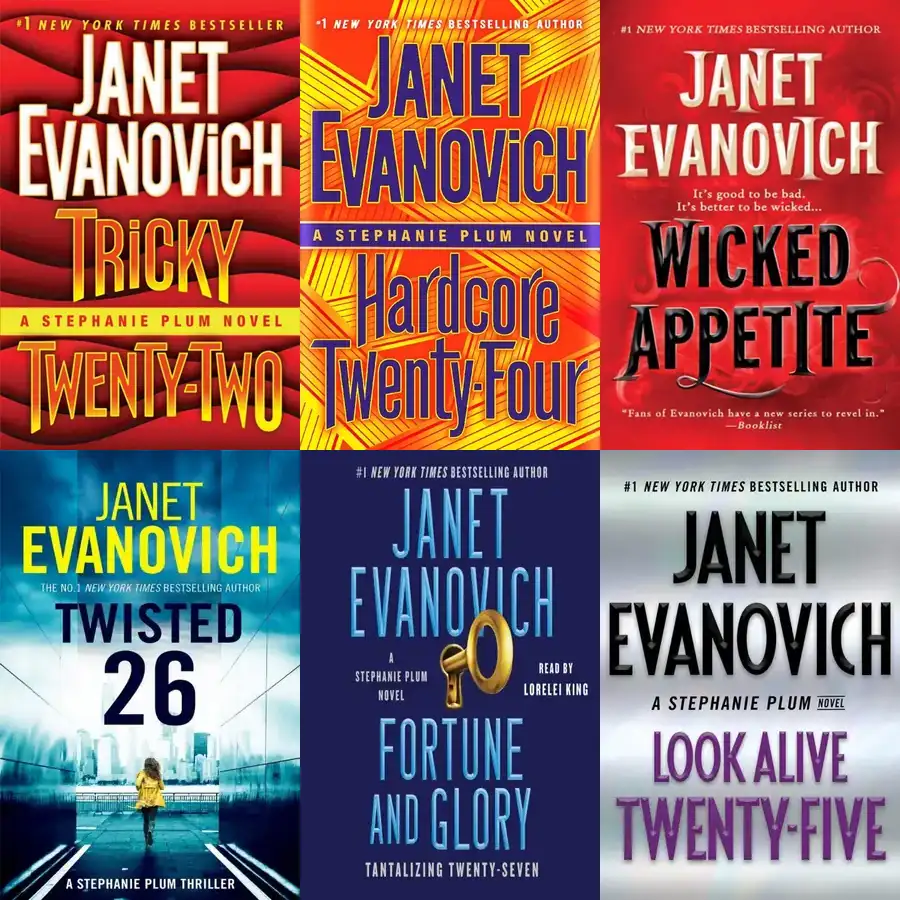 #1 NEW YORK TIMES BESTSELLER
JANET
EVANOVICH
TRICKY
A STEPHANIE PLUM NOVEL
TWENTY-TWO
#1 NEW YORK TIMES BESTSELLING AUTHOR
JANET
EVANOVICH
A STEPHANIE PLUM NOVEL
Hardcore
Twenty-Four
#1 NEW YORK TIMES BESTSELLING AUTHOR
JANET
EVANOVICH
It's good to be bad.
It's better to be wicked...
WICKED
APPETITE
"Fans of Evanovich have a new series to revel in."
—Booklist
JANET
EVANOVICH
THE NO.1 NEW YORK TIMES BESTSELLING AUTHOR
TWISTED
26
A STEPHANIE PLUM THRILLER
#1 NEW YORK TIMES BESTSELLING AUTHOR
JANET
EVANOVICH
A
STEPHANIE PLUM
NOVEL
READ BY
LORELEI KING
FORTUNE
AND GLORY
TANTALIZING TWENTY-SEVEN
#1 NEW YORK TIMES BESTSELLING AUTHOR
JANET
EVANOVICH
A STEPHANIE PLUM NOVEL
LOOK ALIVE
TWENTY-FIVE